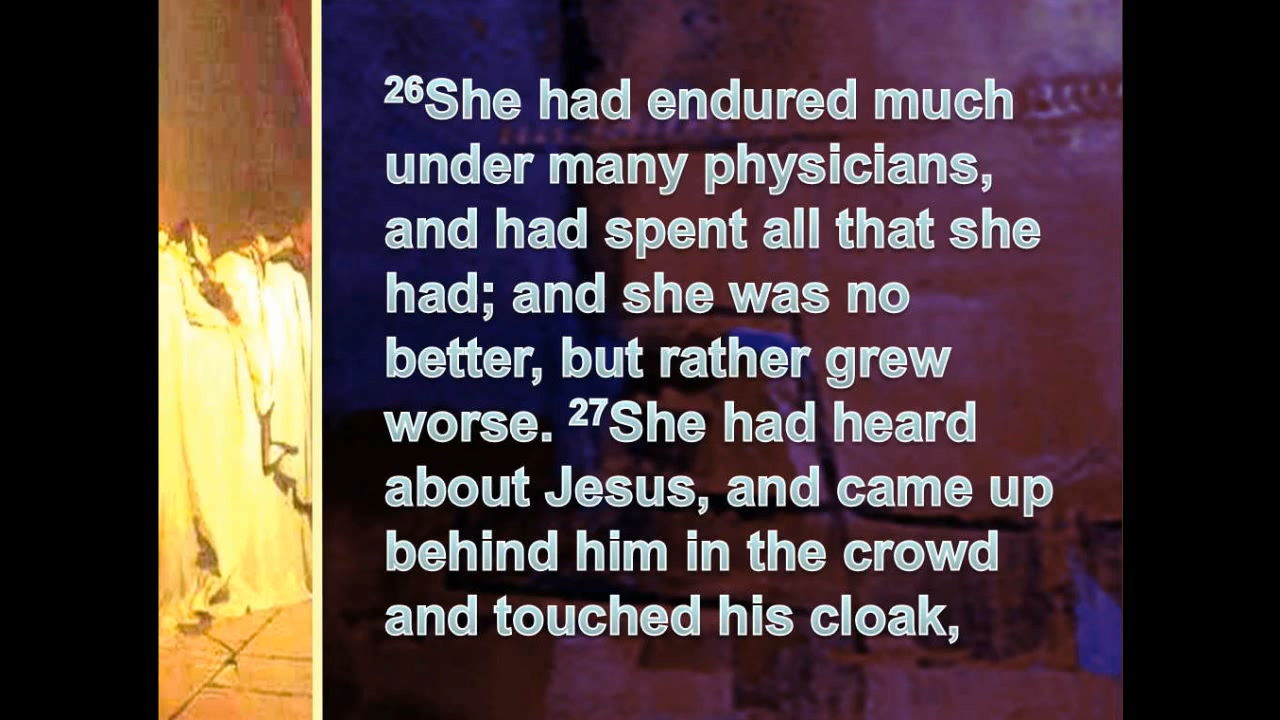 26She had endured much
under many physicians,
and had spent all that she
had; and she was no
better, but rather grew
worse. 27She had heard
about Jesus, and came up
behind him in the crowd
and touched his cloak,